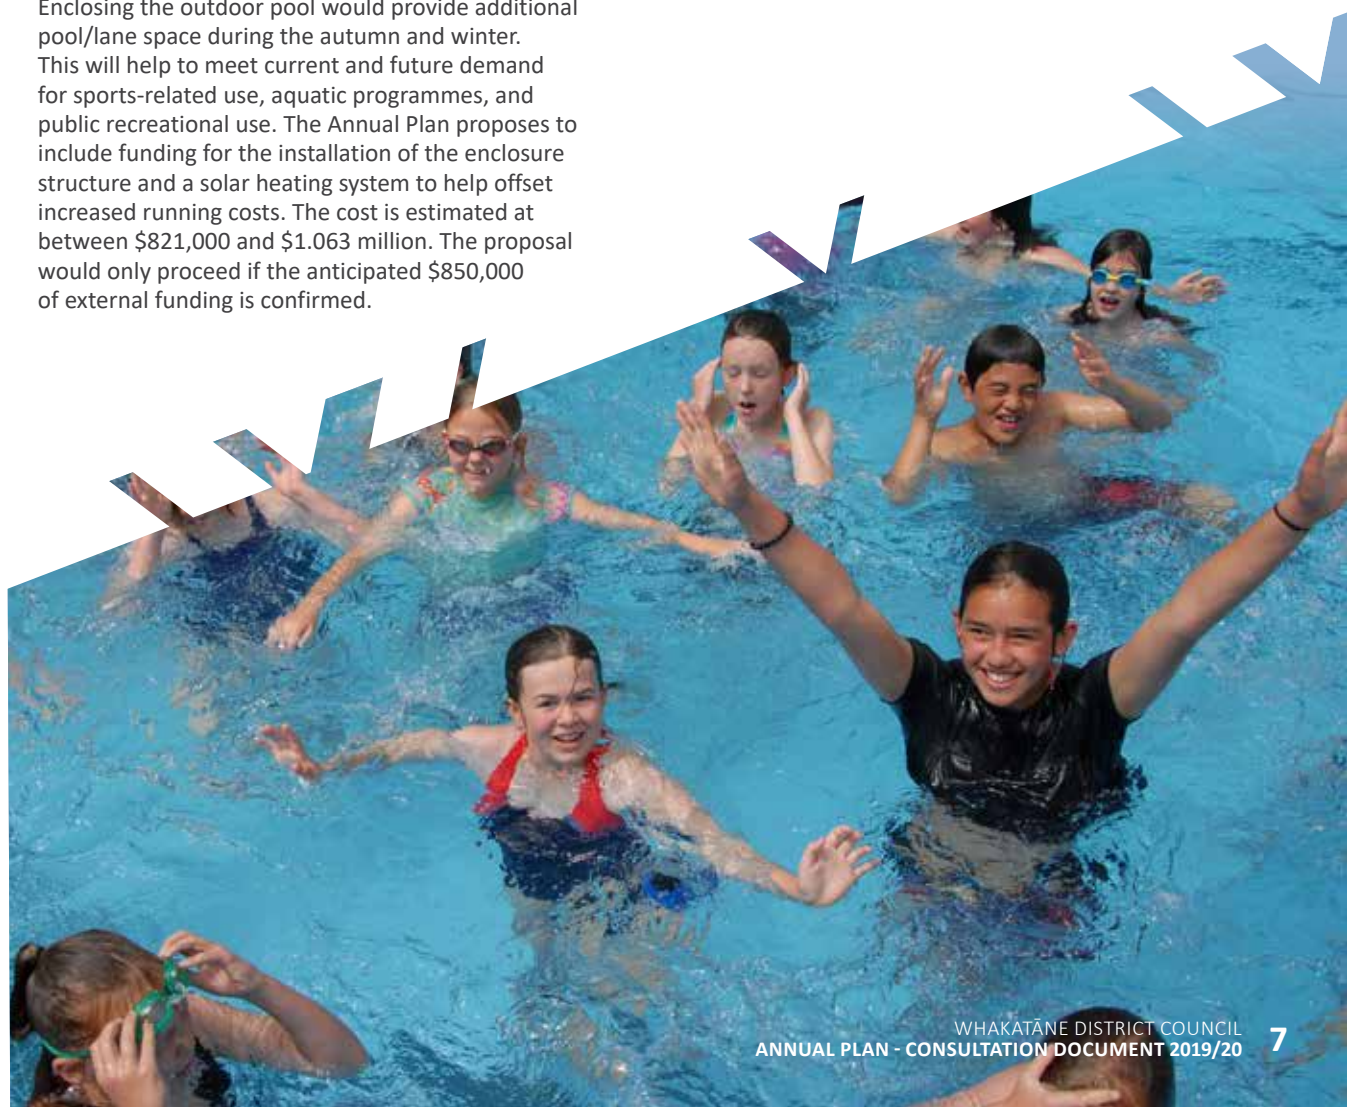 Enclosing the outdoor pool would provide additional
pool/lane space during the autumn and winter.
This will help to meet current and future demand
for sports-related use, aquatic programmes, and
public recreational use. The Annual Plan proposes to
include funding for the installation of the enclosure
structure and a solar heating system to help offset
increased running costs. The cost is estimated at
between $821,000 and $1.063 million. The proposal
would only proceed if the anticipated $850,000
of external funding is confirmed.
WHAKATĀNE DISTRICT COUNCIL
ANNUAL PLAN - CONSULTATION DOCUMENT 2019/20 7